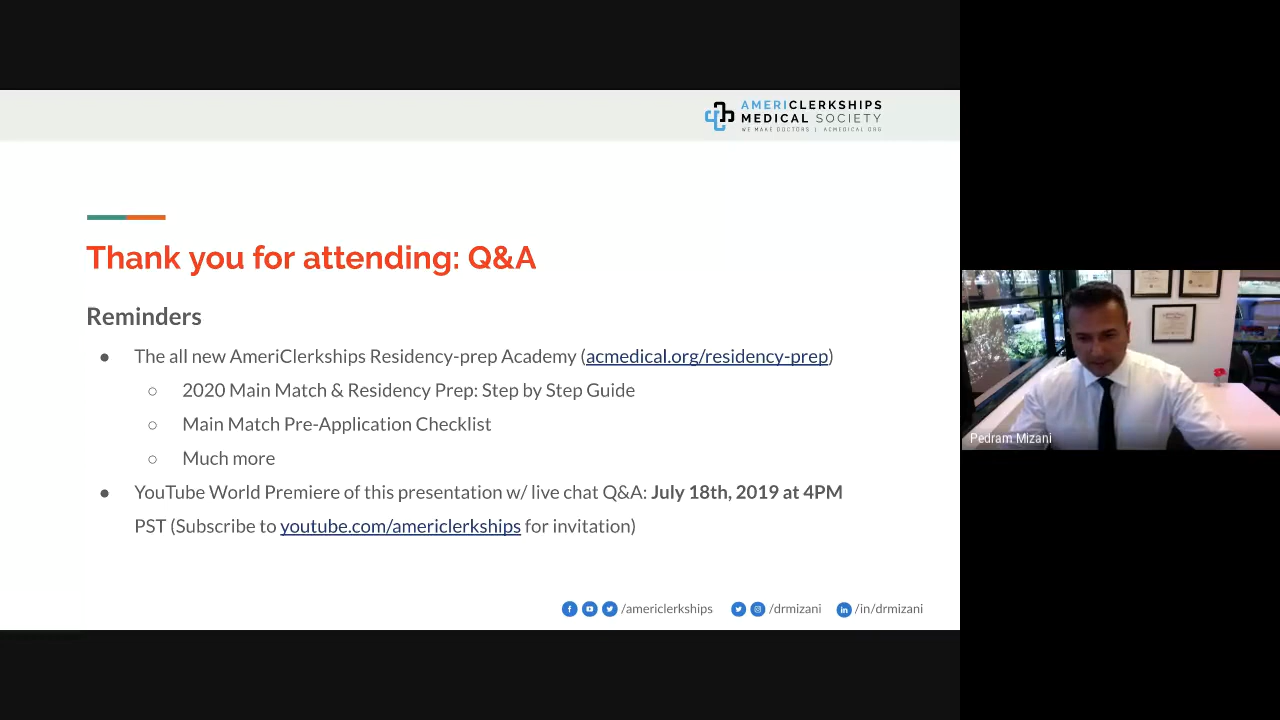 AMERICLERKSHIPS
MEDICAL SOCIETY
WE MAKE DOCTORS | ACMEDICAL.ORG
Thank you for attending: Q&A
Reminders
● The all new AmeriClerkships Residency-prep Academy (acmedical.org/residency-prep)
○ 2020 Main Match & Residency Prep: Step by Step Guide
○ Main Match Pre-Application Checklist
○ Much more
● YouTube World Premiere of this presentation w/ live chat Q&A: July 18th, 2019 at 4PM
PST (Subscribe to youtube.com/americlerkships for invitation)
/americlerkships /drmizani /in/drmizani
Pedram Mizani